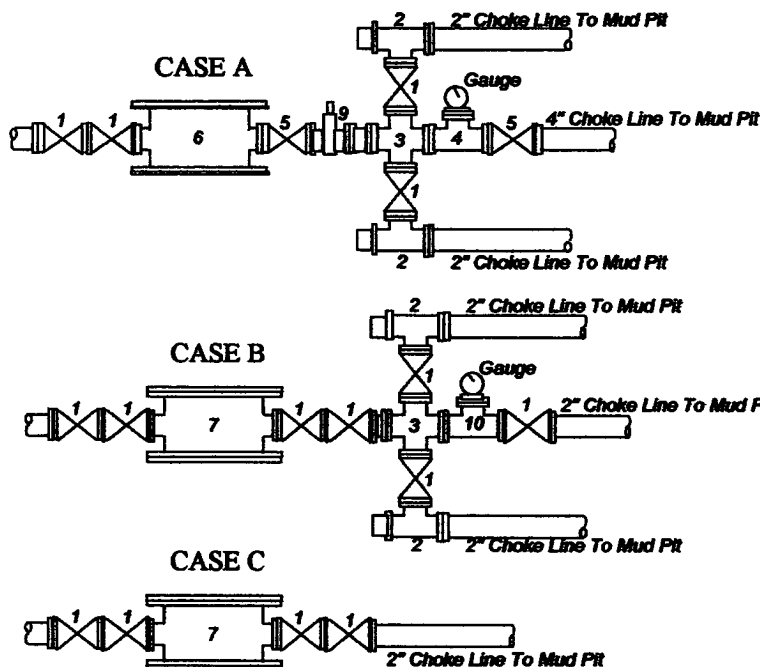 2 2" Choke Line To Mud Pit
CASE A
Gauge
1
1 1 5 9 5 4" Choke Line To Mud Pit
6 3 4
1
2 2" Choke Line To Mud Pit
2 2" Choke Line To Mud Pit
CASE B
Gauge
1
1 1 1 1 1 2" Choke Line To Mud P
7 3 10
1
2 2" Choke Line To Mud Pit
CASE C
1 1 1 1
7
2" Choke Line To Mud Pit